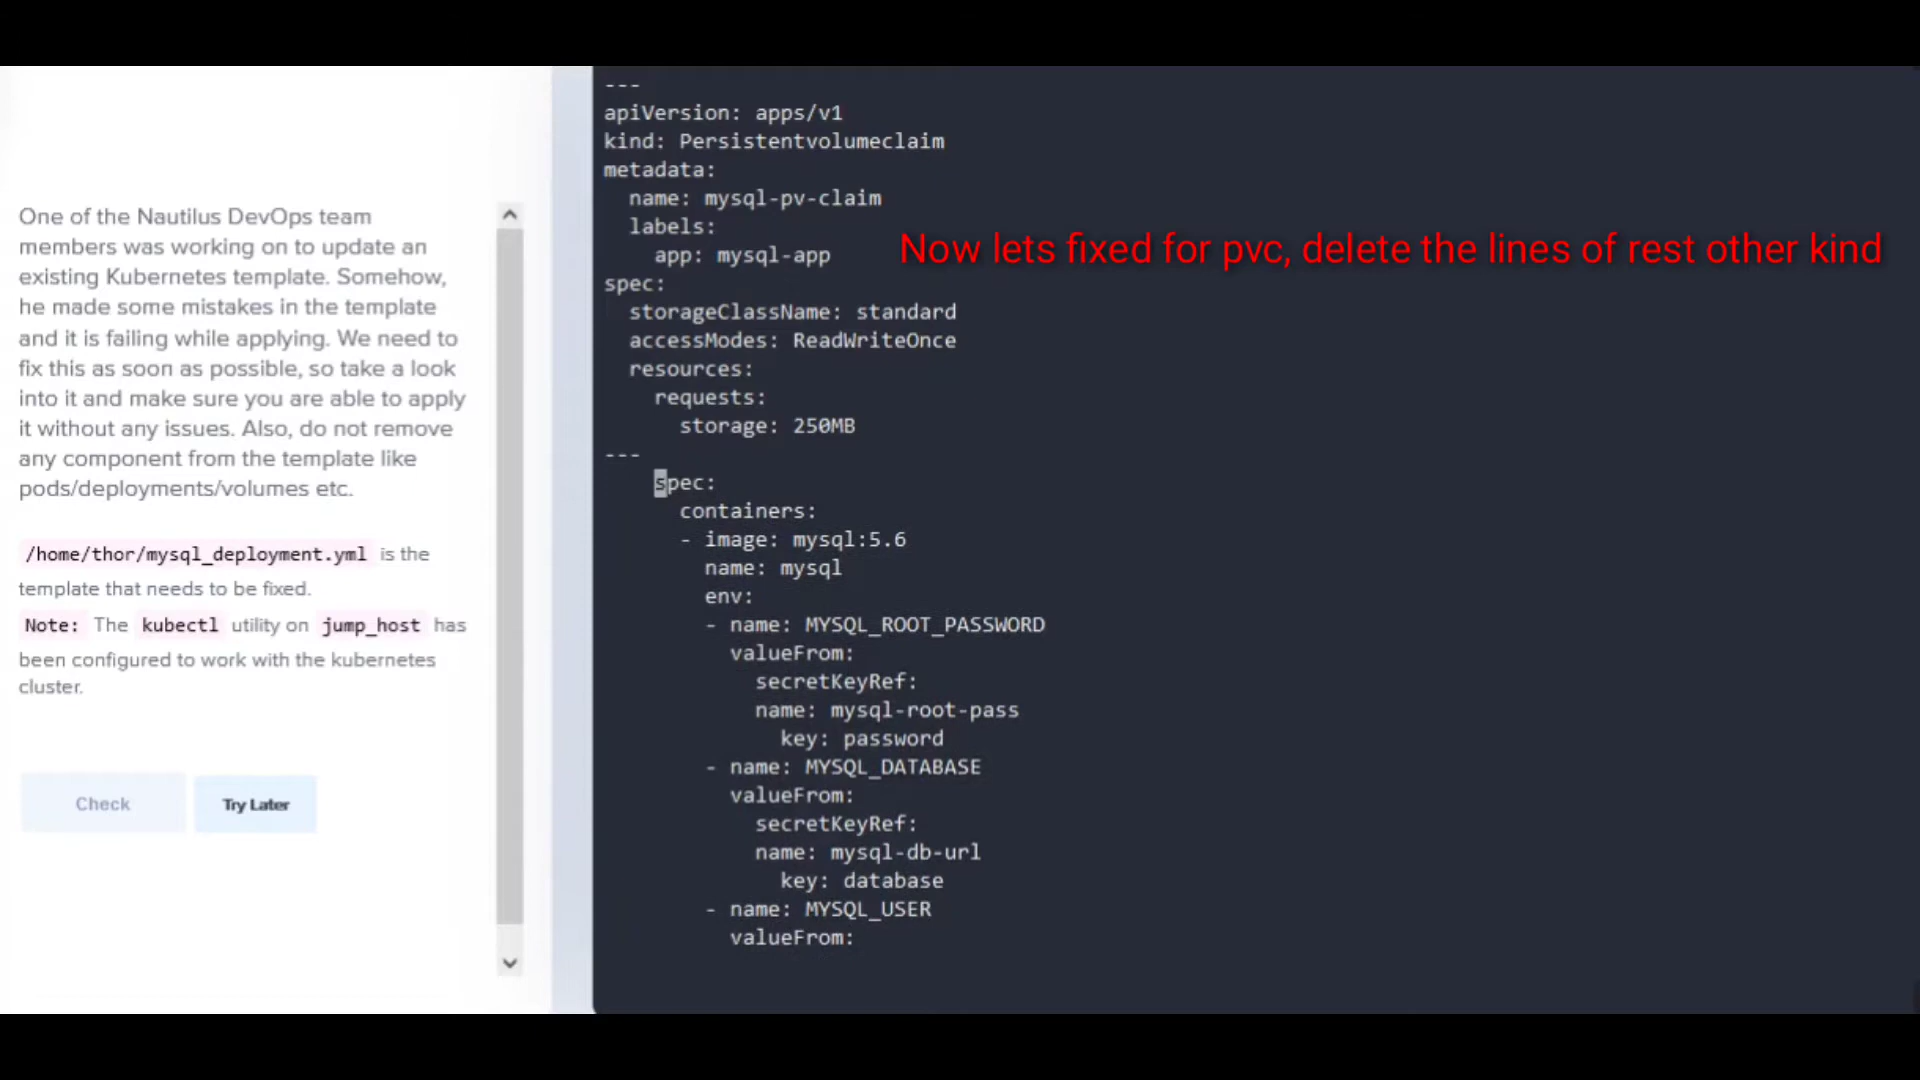 One of the Nautilus DevOps team
members was working on to update an
existing Kubernetes template. Somehow,
he made some mistakes in the template
and it is failing while applying. We need to
fix this as soon as possible, so take a look
into it and make sure you are able to apply
it without any issues. Also, do not remove
any component from the template like
pods/deployments/volumes etc.
/home/thor/mysql_deployment.yml is the
template that needs to be fixed.
Note: The kubectl utility on jump_host has
been configured to work with the kubernetes
cluster.
Check Try Later
---
apiVersion: apps/v1
kind: Persistentvolumeclaim
metadata:
  name: mysql-pv-claim
  labels:
    app: mysql-app
Now lets fixed for pvc, delete the lines of rest other kind
spec:
  storageClassName: standard
  accessModes: ReadWriteOnce
  resources:
    requests:
      storage: 250MB
---
    spec:
      containers:
      - image: mysql:5.6
        name: mysql
        env:
        - name: MYSQL_ROOT_PASSWORD
          valueFrom:
            secretKeyRef:
            name: mysql-root-pass
              key: password
        - name: MYSQL_DATABASE
          valueFrom:
            secretKeyRef:
            name: mysql-db-url
              key: database
        - name: MYSQL_USER
          valueFrom: